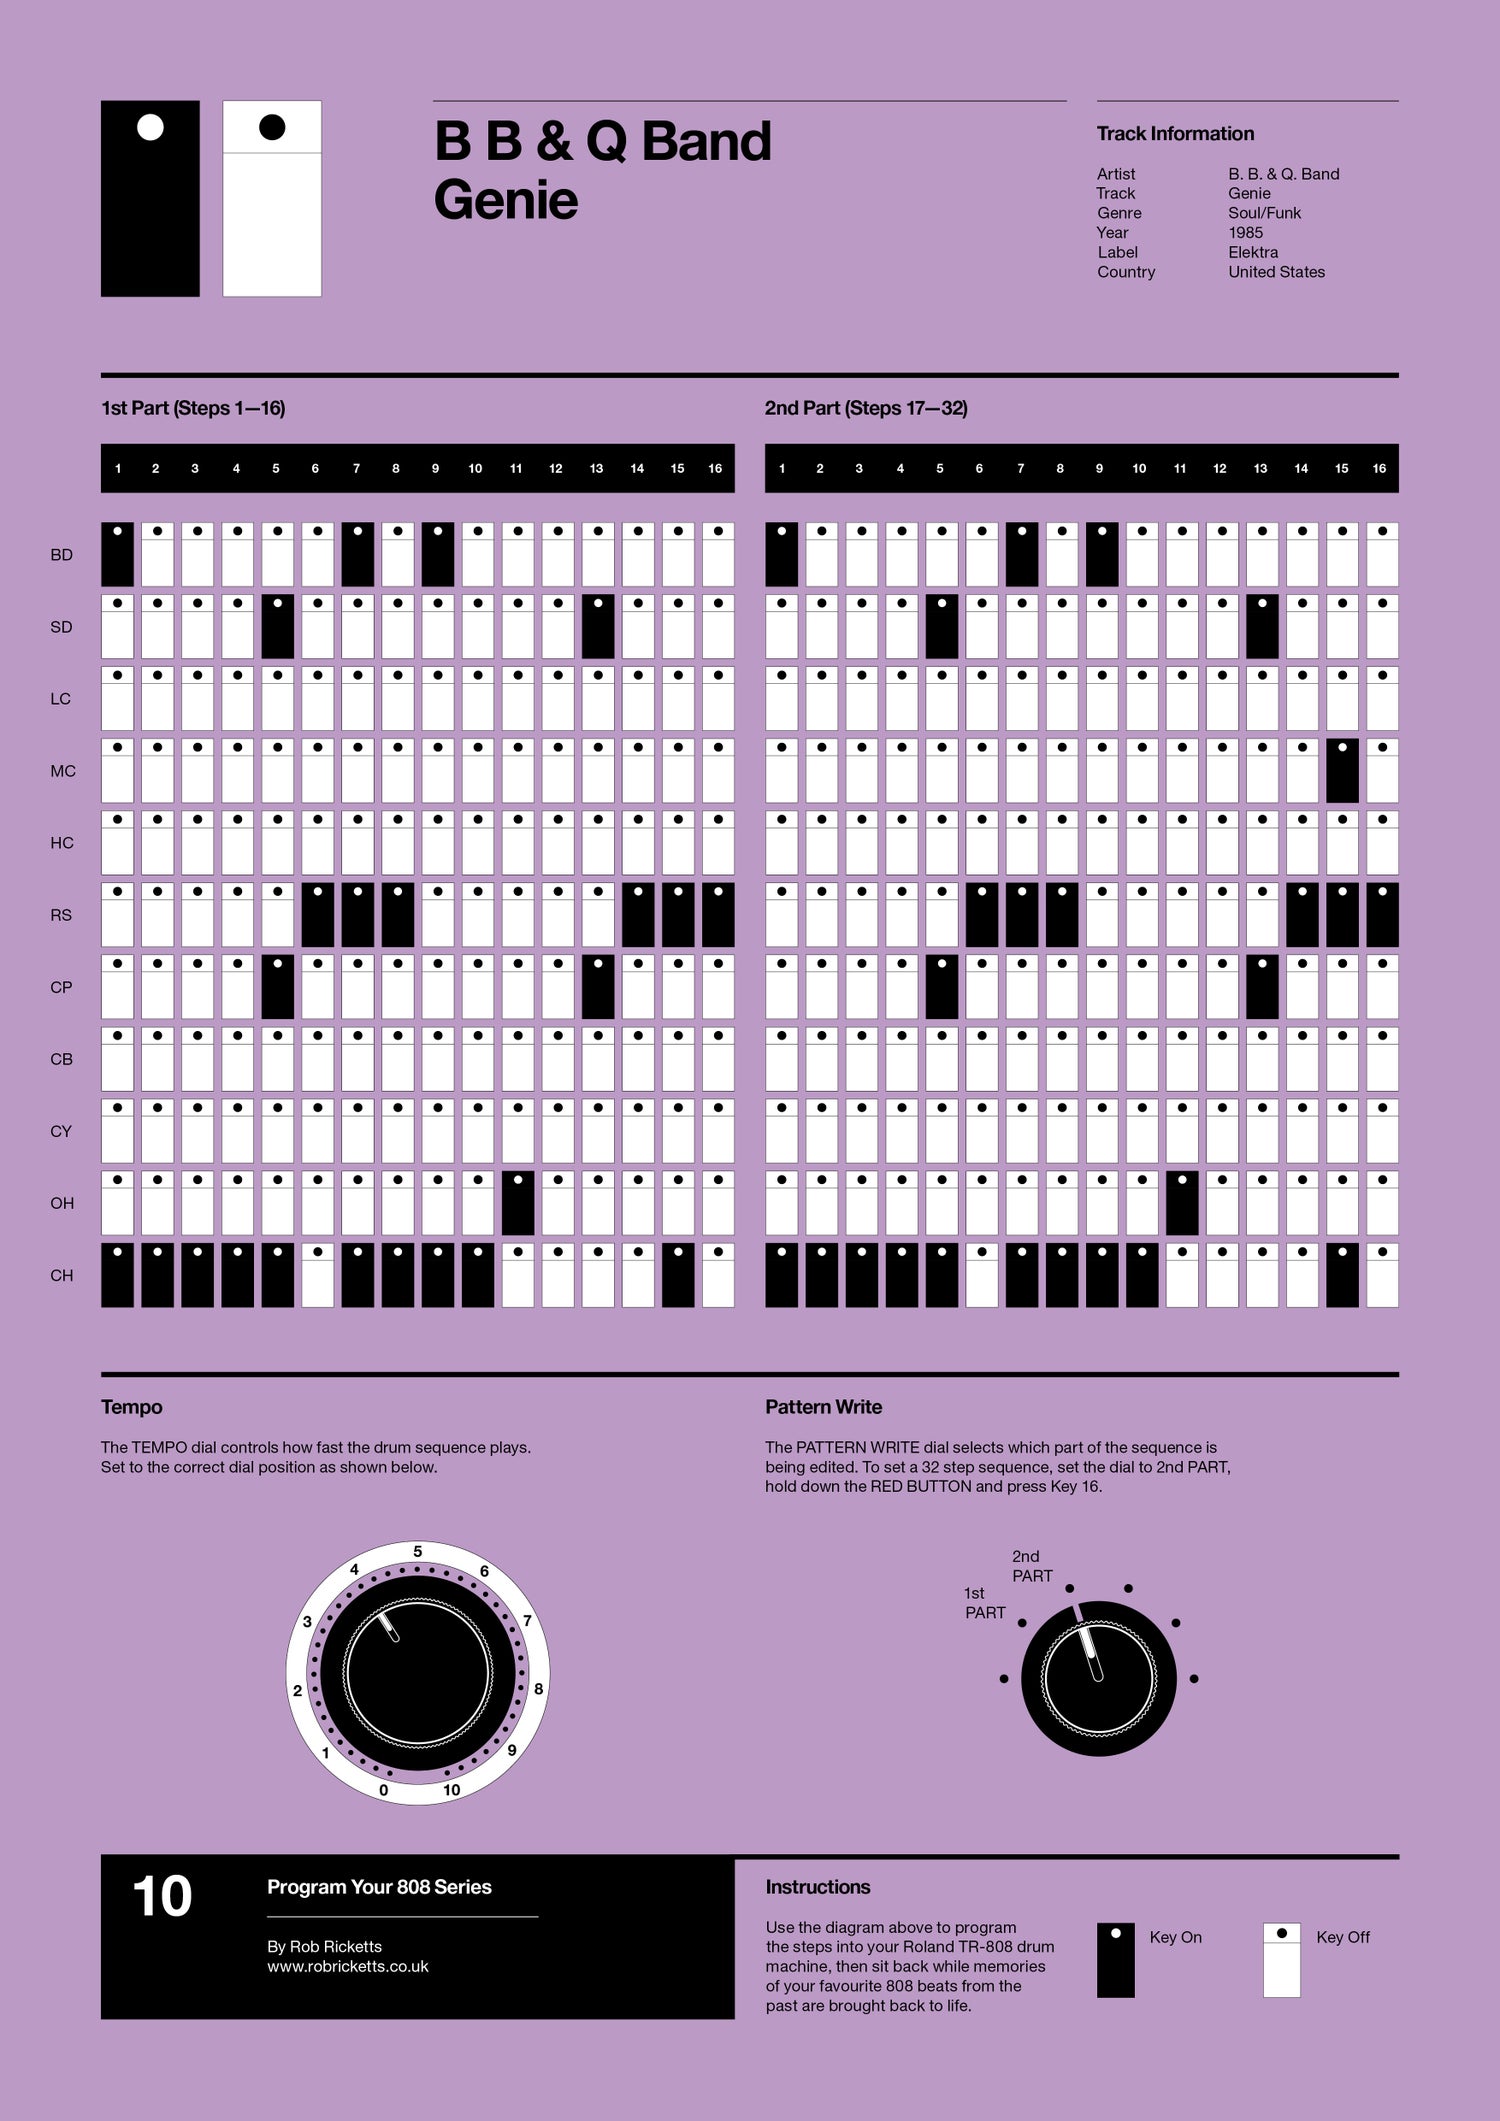 B B & Q Band
Genie
Track Information
Artist B. B. & Q. Band
Track Genie
Genre Soul/Funk
Year 1985
Label Elektra
Country United States
1st Part (Steps 1—16)
2nd Part (Steps 17—32)
1 2 3 4 5 6 7 8 9 10 11 12 13 14 15 16
1 2 3 4 5 6 7 8 9 10 11 12 13 14 15 16
BD
SD
LC
MC
HC
RS
CP
CB
CY
OH
CH
Tempo
The TEMPO dial controls how fast the drum sequence plays.
Set to the correct dial position as shown below.
0 1 2 3 4 5 6 7 8 9 10
Pattern Write
The PATTERN WRITE dial selects which part of the sequence is
being edited. To set a 32 step sequence, set the dial to 2nd PART,
hold down the RED BUTTON and press Key 16.
2nd
PART
1st
PART
10
Program Your 808 Series
By Rob Ricketts
www.robricketts.co.uk
Instructions
Use the diagram above to program
the steps into your Roland TR-808 drum
machine, then sit back while memories
of your favourite 808 beats from the
past are brought back to life.
Key On
Key Off